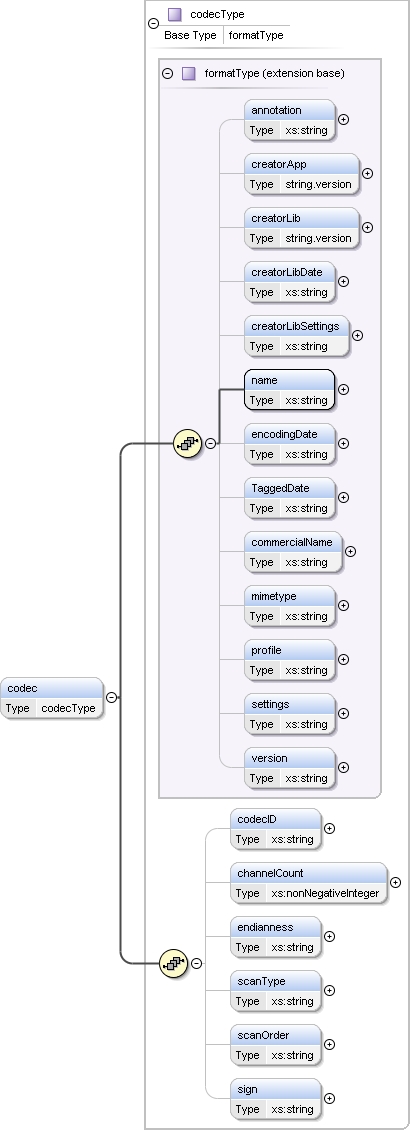 codecType
Base Type formatType
formatType (extension base)
annotation
Type xs:string
creatorApp
Type string.version
creatorLib
Type string.version
creatorLibDate
Type xs:string
creatorLibSettings
Type xs:string
name
Type xs:string
encodingDate
Type xs:string
TaggedDate
Type xs:string
commercialName
Type xs:string
mimetype
Type xs:string
profile
Type xs:string
codec
Type codecType
settings
Type xs:string
version
Type xs:string
codecID
Type xs:string
channelCount
Type xs:nonNegativeInteger
endianness
Type xs:string
scanType
Type xs:string
scanOrder
Type xs:string
sign
Type xs:string